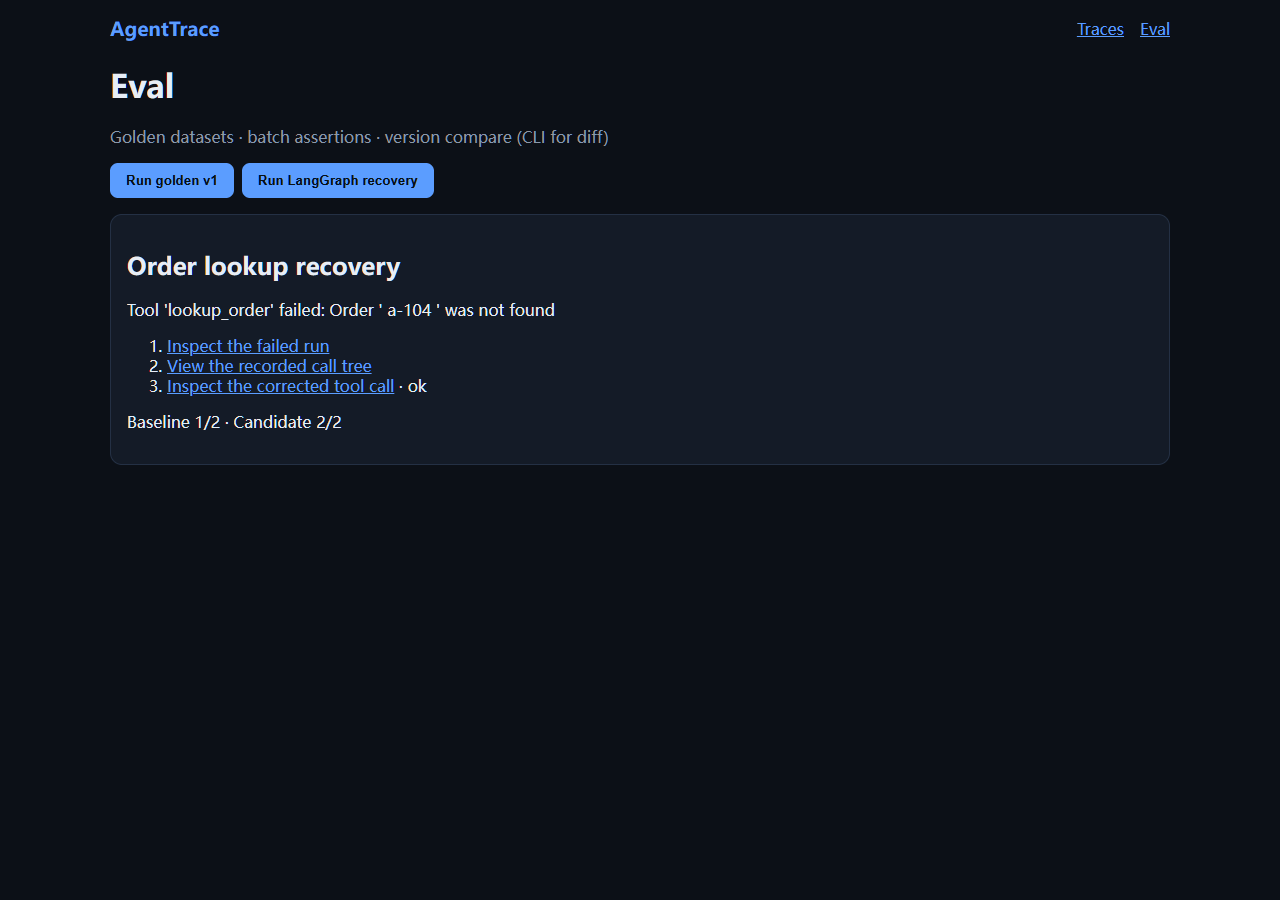 AgentTrace
Traces Eval
Eval
Golden datasets · batch assertions · version compare (CLI for diff)
Run golden v1 Run LangGraph recovery
Order lookup recovery
Tool 'lookup_order' failed: Order ' a-104 ' was not found
1. Inspect the failed run
2. View the recorded call tree
3. Inspect the corrected tool call · ok
Baseline 1/2 · Candidate 2/2